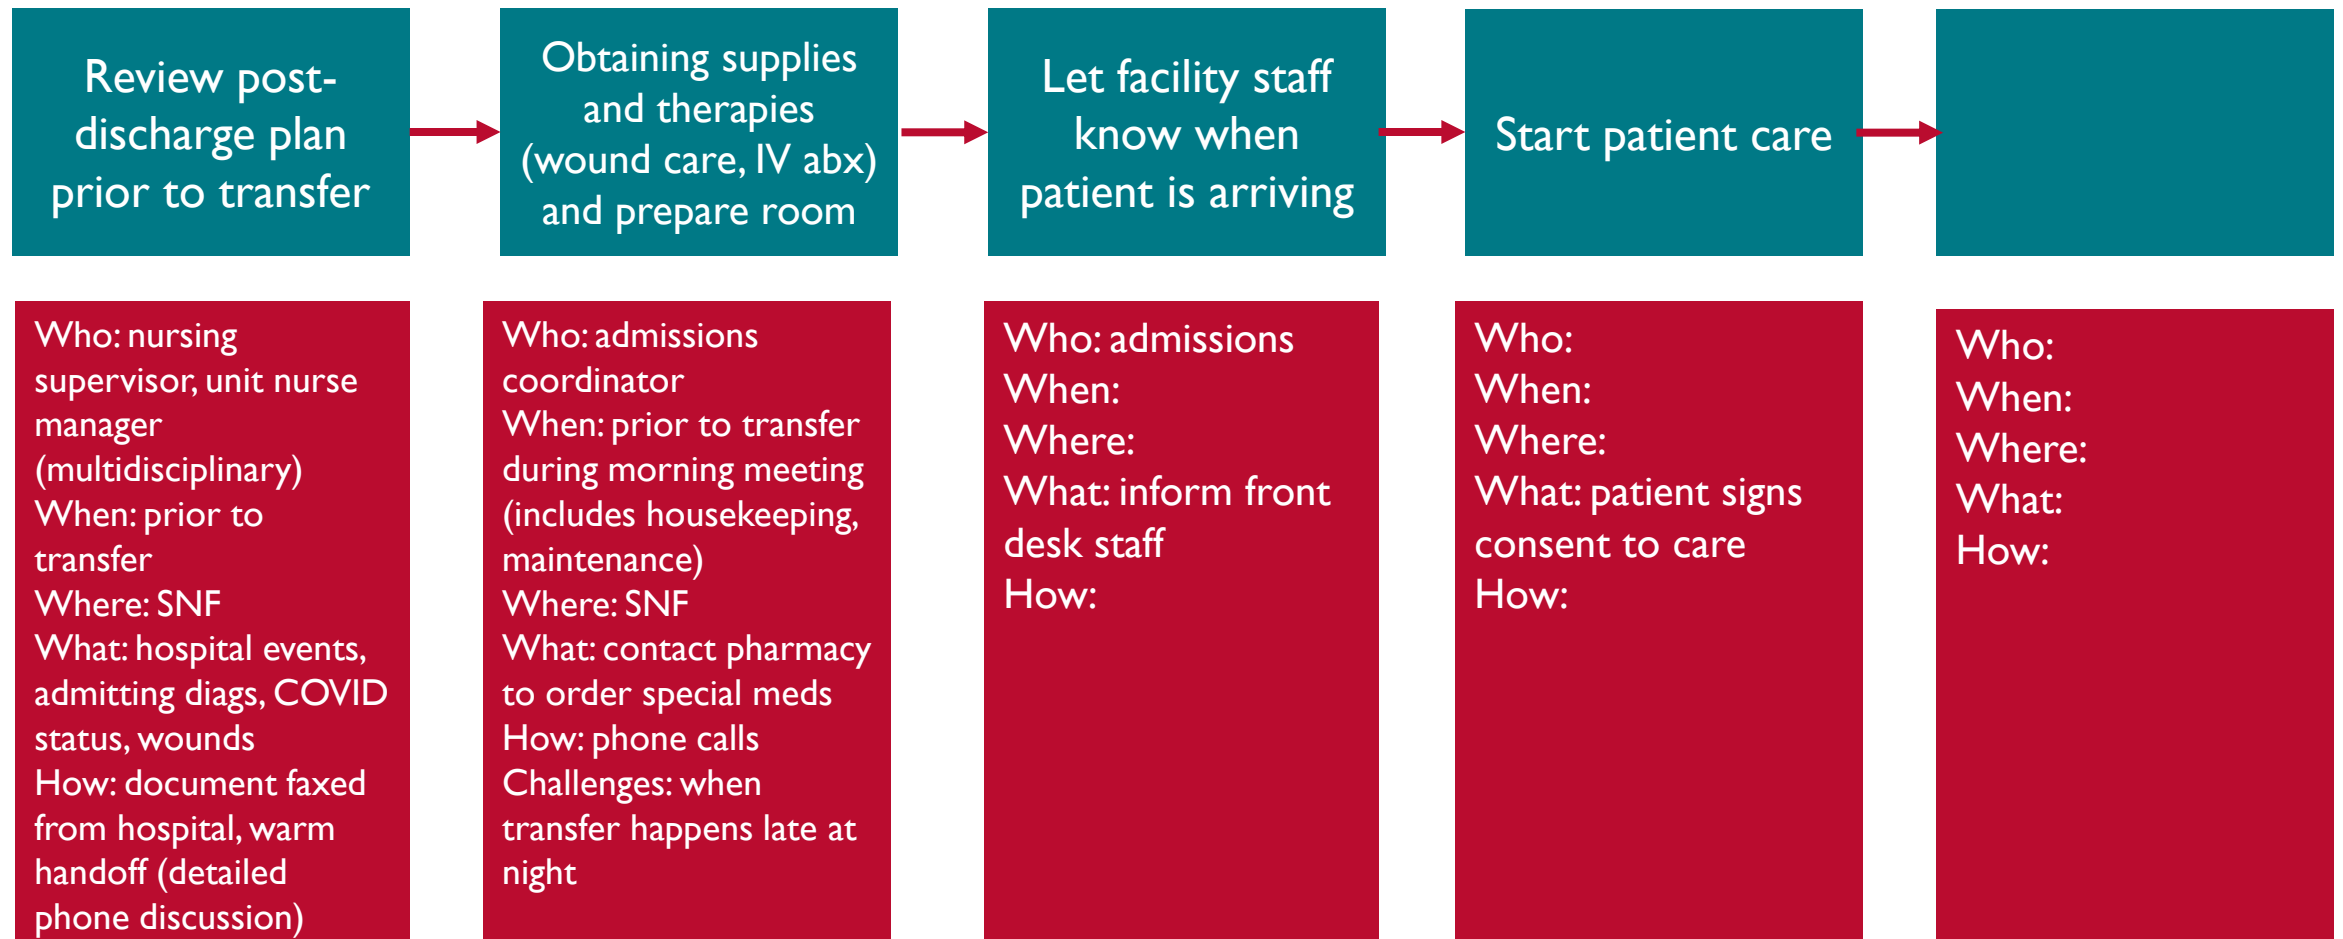 Review post-
discharge plan
prior to transfer
Obtaining supplies
and therapies
(wound care, IV abx)
and prepare room
Let facility staff
know when
patient is arriving
Start patient care
Who: nursing
supervisor, unit nurse
manager
(multidisciplinary)
When: prior to
transfer
Where: SNF
What: hospital events,
admitting diags, COVID
status, wounds
How: document faxed
from hospital, warm
handoff (detailed
phone discussion)
Who: admissions
coordinator
When: prior to transfer
during morning meeting
(includes housekeeping,
maintenance)
Where: SNF
What: contact pharmacy
to order special meds
How: phone calls
Challenges: when
transfer happens late at
night
Who: admissions
When:
Where:
What: inform front
desk staff
How:
Who:
When:
Where:
What: patient signs
consent to care
How:
Who:
When:
Where:
What:
How: